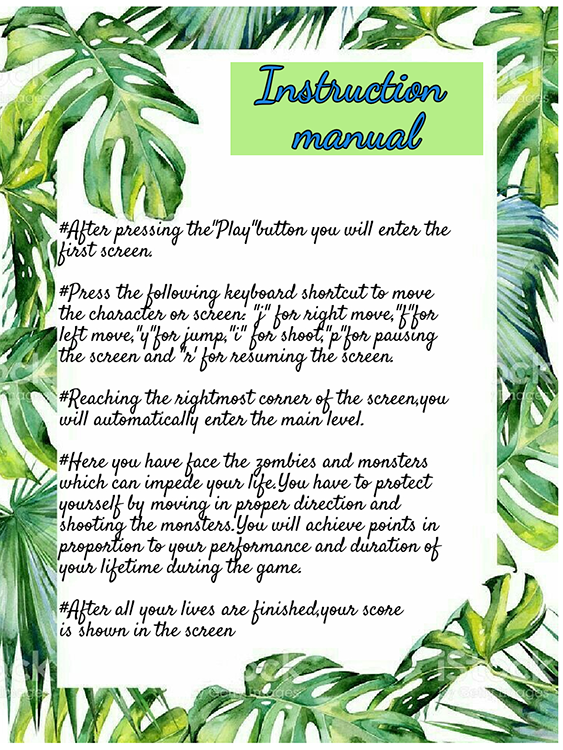 Instruction
manual
#After pressing the"Play"button you will enter the
first screen.
#Press the following keyboard shortcut to move
the character or screen: "j" for right move,"f"for
left move,"y"for jump,"i" for shoot,"p"for pausing
the screen and "r' for resuming the screen.
#Reaching the rightmost corner of the screen,you
will automatically enter the main level.
#Here you have face the zombies and monsters
which can impede your life.You have to protect
yourself by moving in proper direction and
shooting the monsters.You will achieve points in
proportion to your performance and duration of
your lifetime during the game.
#After all your lives are finished,your score
is shown in the screen